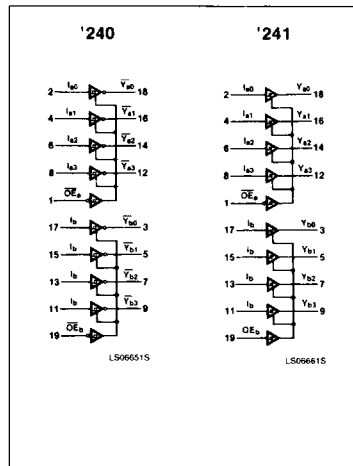 '240
'241
2 Ia0 Ya0 18
4 Ia1 Ya1 16
6 Ia2 Ya2 14
8 Ia3 Ya3 12
1 OEa
17 Ib Yb0 3
15 Ib Yb1 5
13 Ib Yb2 7
11 Ib Yb3 9
19 OEb
LS06651S
2 Ia0 Ya0 18
4 Ia1 Ya1 16
6 Ia2 Ya2 14
8 Ia3 Ya3 12
1 OEa
17 Ib Yb0 3
15 Ib Yb1 5
13 Ib Yb2 7
11 Ib Yb3 9
19 OEb
LS06661S